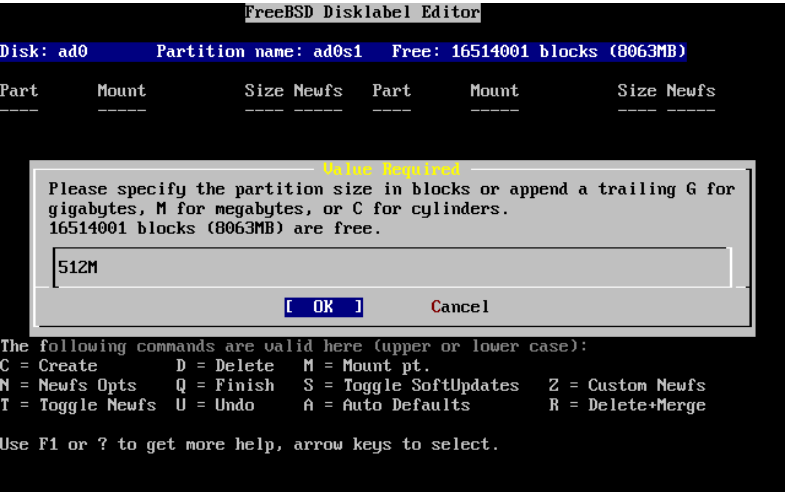 FreeBSD Disklabel Editor
Disk: ad0 Partition name: ad0s1 Free: 16514001 blocks (8063MB)
Part Mount Size Newfs Part Mount Size Newfs
---- ----- ---- ----- ---- ----- ---- -----
Value Required
Please specify the partition size in blocks or append a trailing G for
gigabytes, M for megabytes, or C for cylinders.
16514001 blocks (8063MB) are free.
512M
[ OK ] Cancel
The following commands are valid here (upper or lower case):
C = Create D = Delete M = Mount pt.
N = Newfs Opts Q = Finish S = Toggle SoftUpdates Z = Custom Newfs
T = Toggle Newfs U = Undo A = Auto Defaults R = Delete+Merge
Use F1 or ? to get more help, arrow keys to select.